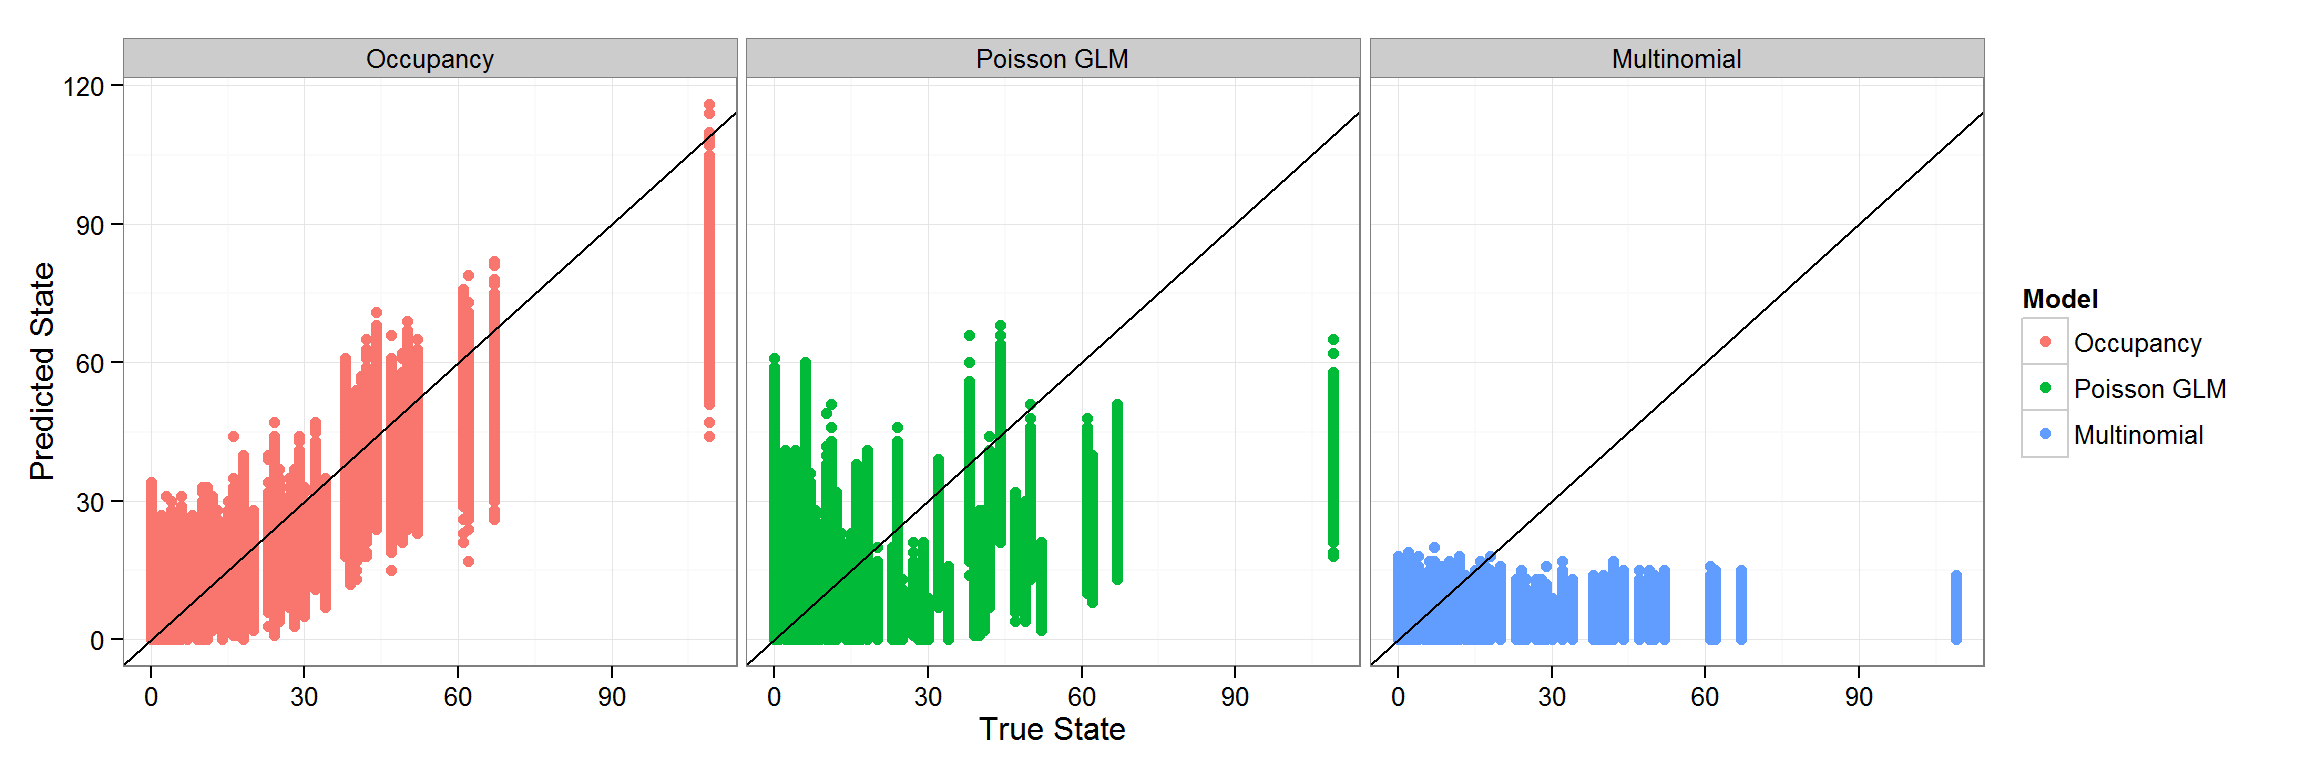 Occupancy Poisson GLM Multinomial
120
90
60
30
0
Predicted State
0 30 60 90 0 30 60 90 0 30 60 90
True State
Model
Occupancy
Poisson GLM
Multinomial